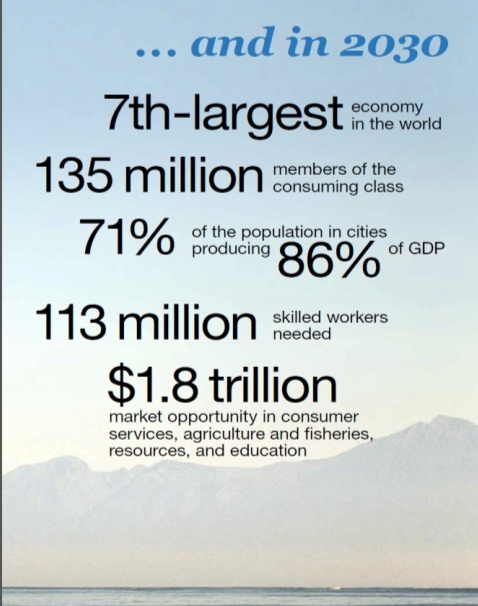 ... and in 2030
7th-largest economy
in the world
135 million members of the
consuming class
71% of the population in cities
producing 86% of GDP
113 million skilled workers
needed
$1.8 trillion
market opportunity in consumer
services, agriculture and fisheries,
resources, and education